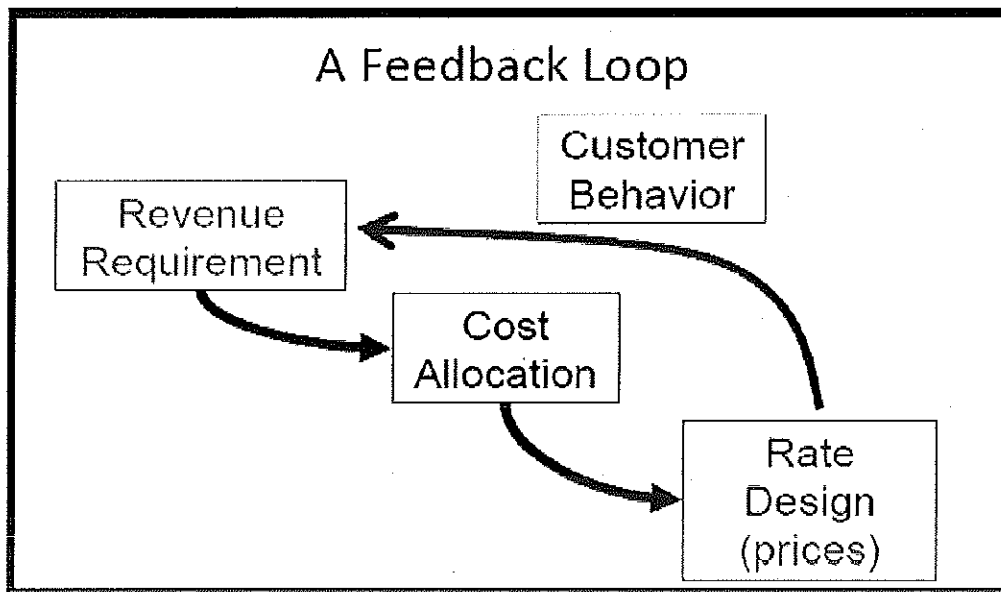 A Feedback Loop
Customer
Behavior
Revenue
Requirement
Cost
Allocation
Rate
Design
(prices)